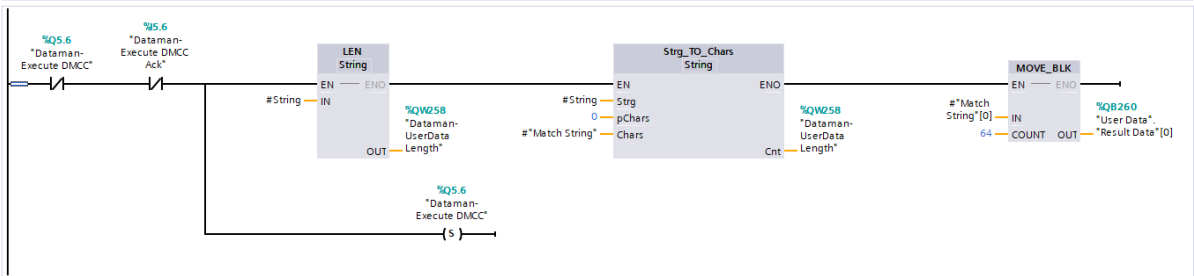 %Q5.6
"Dataman-
Execute DMCC"
%I5.6
"Dataman-
Execute DMCC
Ack"
LEN
String
EN
ENO
#String
IN
OUT
%QW258
"Dataman-
UserData
Length"
Strg_TO_Chars
String
EN
ENO
#String
Strg
0
pChars
#"Match String"
Chars
Cnt
%QW258
"Dataman-
UserData
Length"
MOVE_BLK
EN
ENO
#"Match
String"[0]
IN
64
COUNT
OUT
%QB260
"User Data".
"Result Data"[0]
%Q5.6
"Dataman-
Execute DMCC"
S